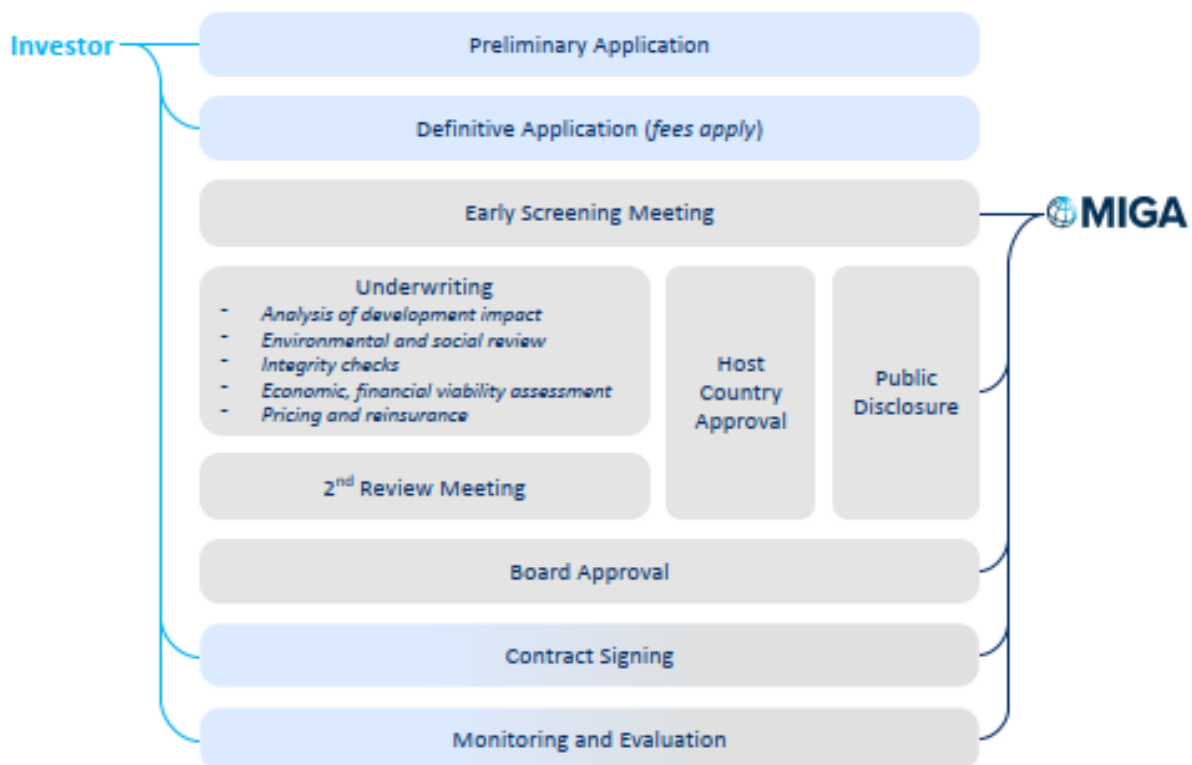 Investor
Preliminary Application
Definitive Application (fees apply)
Early Screening Meeting
MIGA
Underwriting
- Analysis of development impact
- Environmental and social review
- Integrity checks
- Economic, financial viability assessment
- Pricing and reinsurance
Host
Country
Approval
Public
Disclosure
2nd Review Meeting
Board Approval
Contract Signing
Monitoring and Evaluation